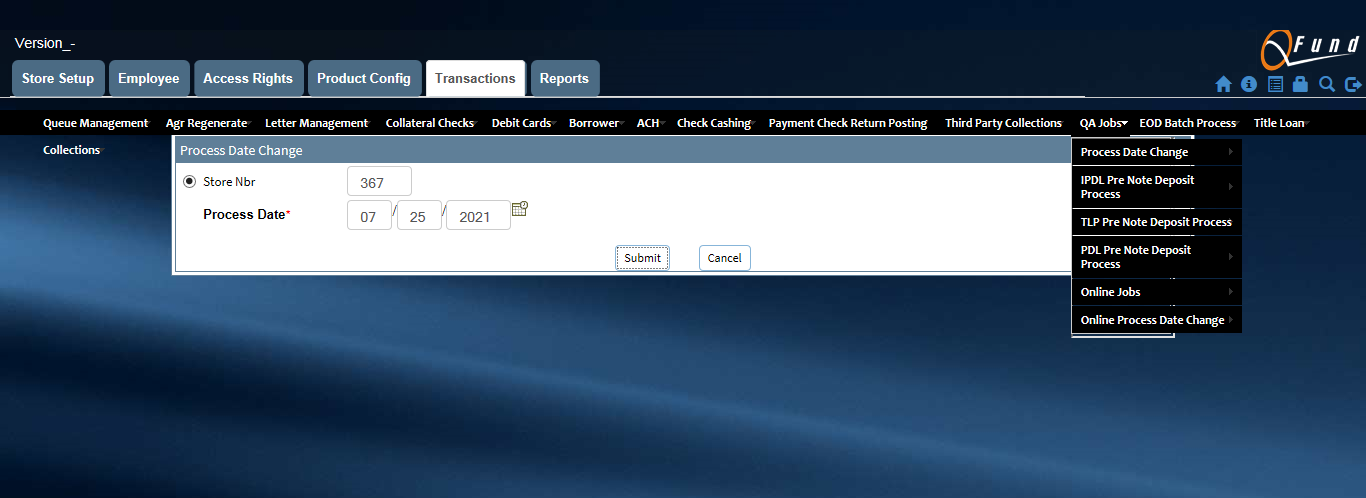 Version_-
Fund
Store Setup Employee Access Rights Product Config Transactions Reports
Queue Management Agr Regenerate Letter Management Collateral Checks Debit Cards Borrower ACH Check Cashing Payment Check Return Posting Third Party Collections QA Jobs EOD Batch Process Title Loan
Collections
Process Date Change
Store Nbr 367
Process Date* 07 / 25 / 2021
Submit Cancel
Process Date Change
IPDL Pre Note Deposit
Process
TLP Pre Note Deposit Process
PDL Pre Note Deposit
Process
Online Jobs
Online Process Date Change